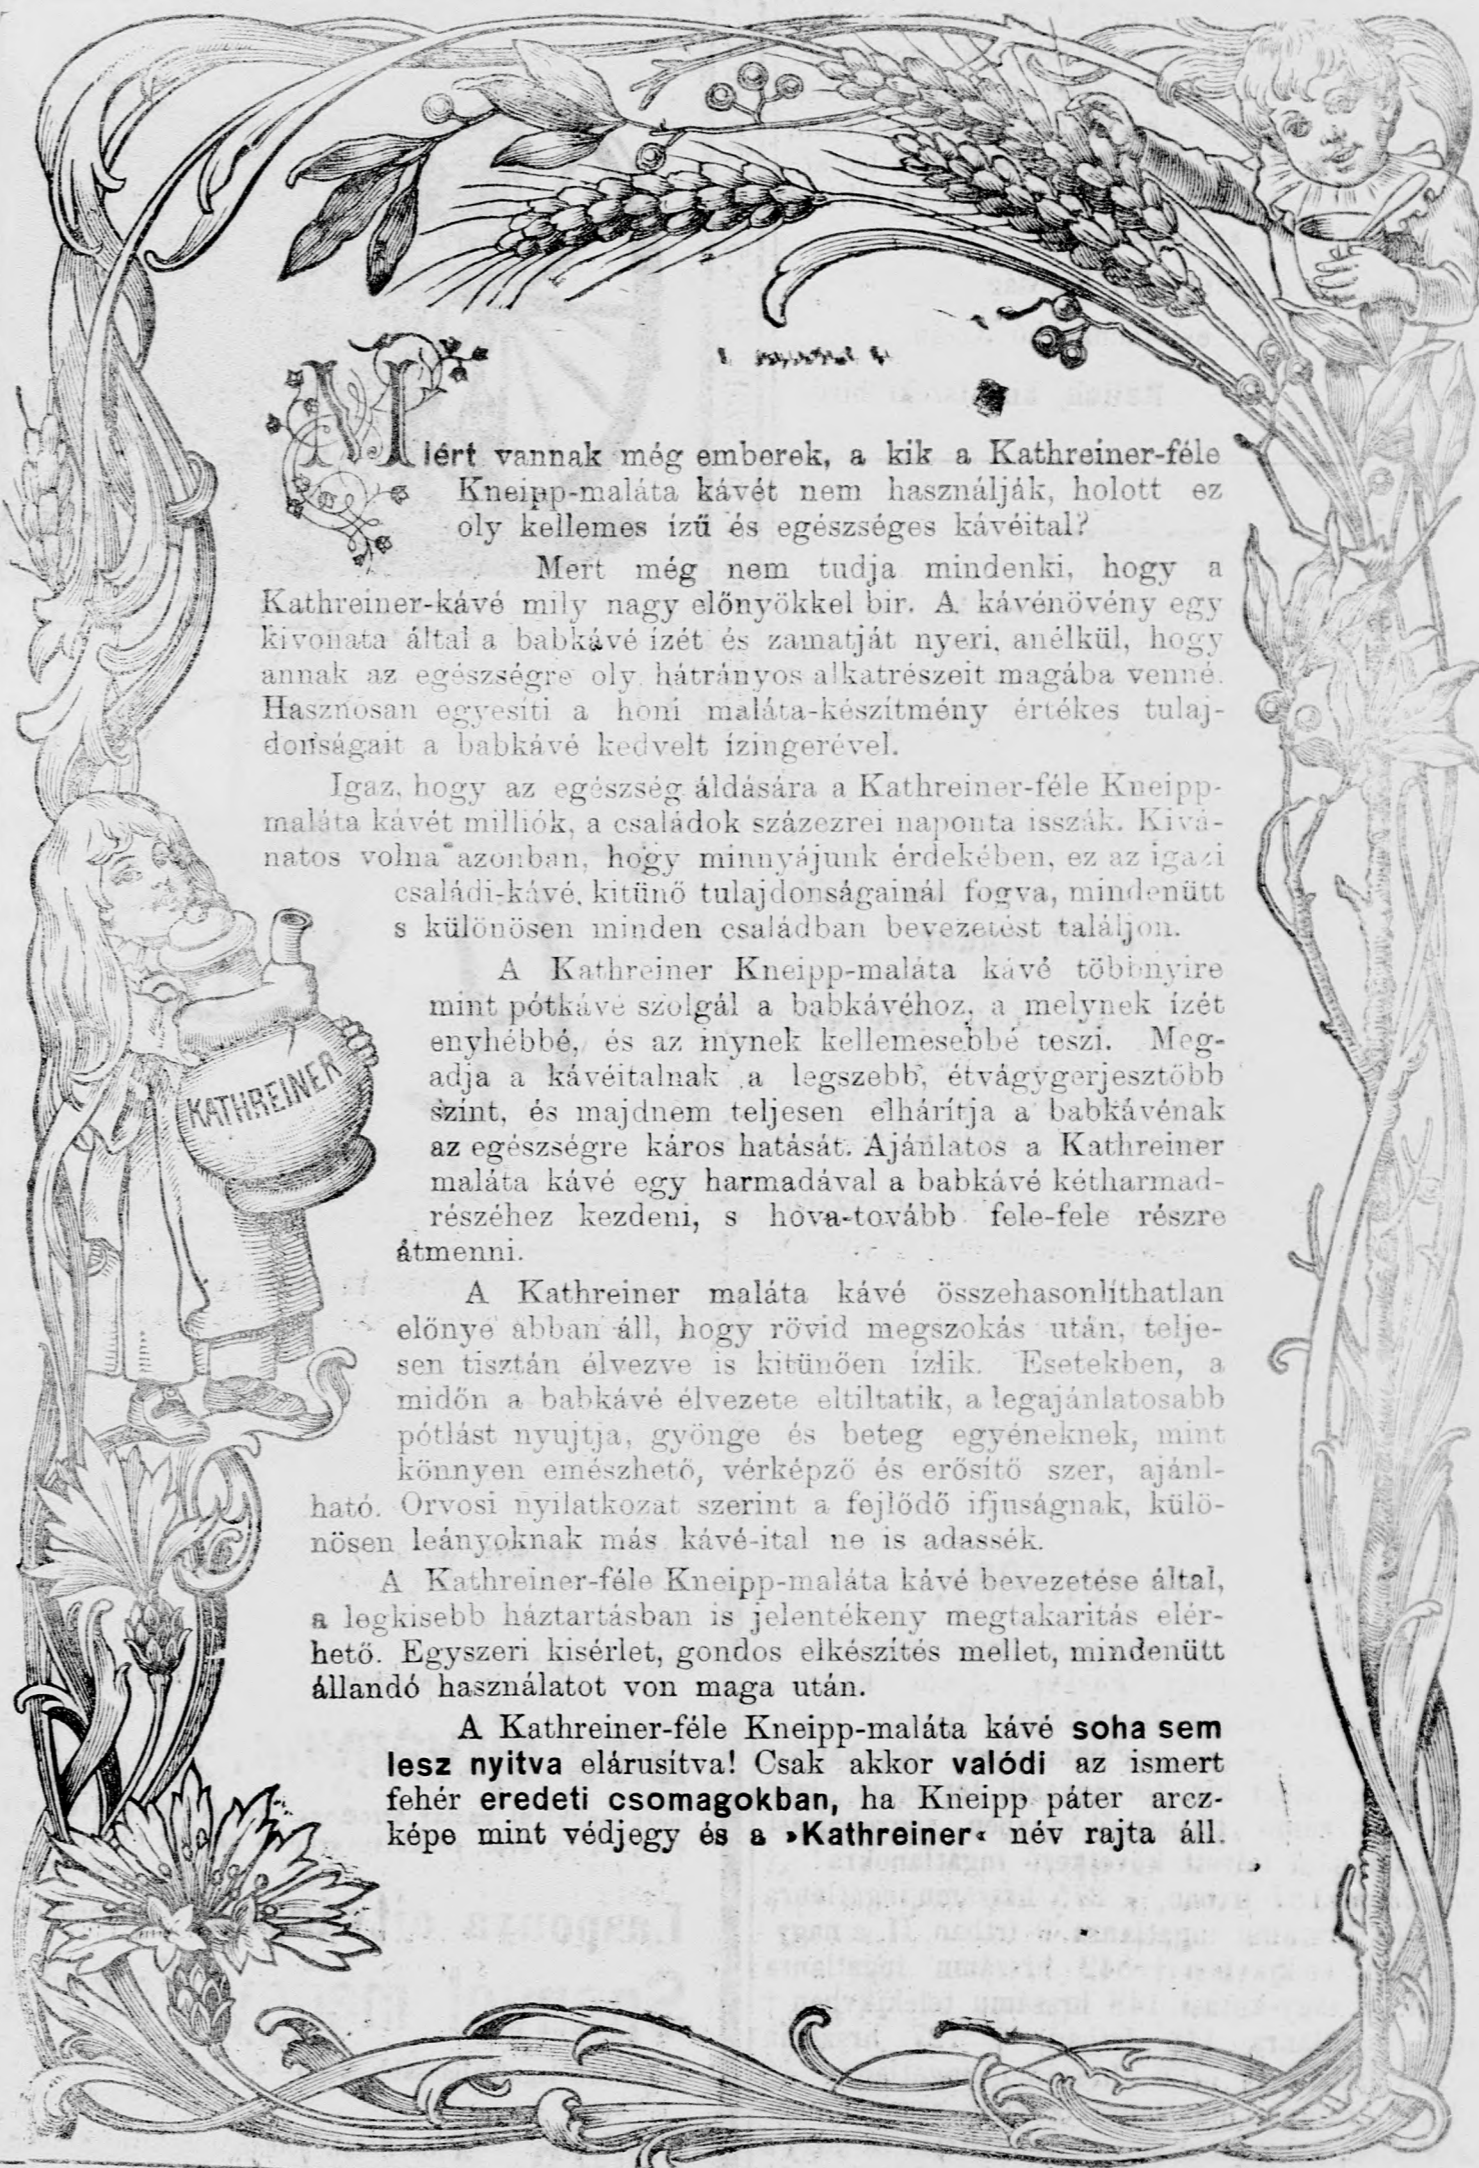 Miért vannak még emberek, a kik a Kathreiner-féle
Kneipp-maláta kávét nem használják, holott ez
oly kellemes ízű és egészséges kávéital?
Mert még nem tudja mindenki, hogy a
Kathreiner-kávé mily nagy előnyökkel bir. A kávénövény egy
kivonata által a babkávé ízét és zamatját nyeri, anélkül, hogy
annak az egészségre oly hátrányos alkatrészeit magába venné.
Hasznosan egyesíti a honi maláta-készítmény értékes tulaj-
donságait a babkávé kedvelt ízingerével.
Igaz, hogy az egészség áldására a Kathreiner-féle Kneipp-
maláta kávét milliók, a családok százezrei naponta isszák. Kivá-
natos volna azonban, hogy minnyájunk érdekében, ez az igazi
családi-kávé, kitünő tulajdonságainál fogva, mindenütt
s különösen minden családban bevezetést találjon.
A Kathreiner Kneipp-maláta kávé többnyire
mint pótkávé szolgál a babkávéhoz, a melynek ízét
enyhébbé, és az inynek kellemesebbé teszi. Meg-
adja a kávéitalnak a legszebb, étvágygerjesztöbb
színt, és majdnem teljesen elhárítja a babkávénak
az egészségre káros hatását. Ajánlatos a Kathreiner
maláta kávé egy harmadával a babkávé kétharmad-
részéhez kezdeni, s hova-tovább fele-fele részre
átmenni.
A Kathreiner maláta kávé összehasonlíthatlan
előnye abban áll, hogy rövid megszokás után, telje-
sen tisztán élvezve is kitünően ízlik. Esetekben, a
midőn a babkávé élvezete eltiltatik, a legajánlatosabb
pótlást nyujtja, gyönge és beteg egyéneknek, mint
könnyen emészhető, vérképző és erősítő szer, ajánl-
ható. Orvosi nyilatkozat szerint a fejlődő ifjuságnak, külö-
nösen leányoknak más kávé-ital ne is adassék.
A Kathreiner-féle Kneipp-maláta kávé bevezetése által,
a legkisebb háztartásban is jelentékeny megtakaritás elér-
hető. Egyszeri kisérlet, gondos elkészítés mellet, mindenütt
állandó használatot von maga után.
A Kathreiner-féle Kneipp-maláta kávé soha sem
lesz nyitva elárusítva! Csak akkor valódi az ismert
fehér eredeti csomagokban, ha Kneipp páter arcz-
képe mint védjegy és a »Kathreiner« név rajta áll.
KATHREINER